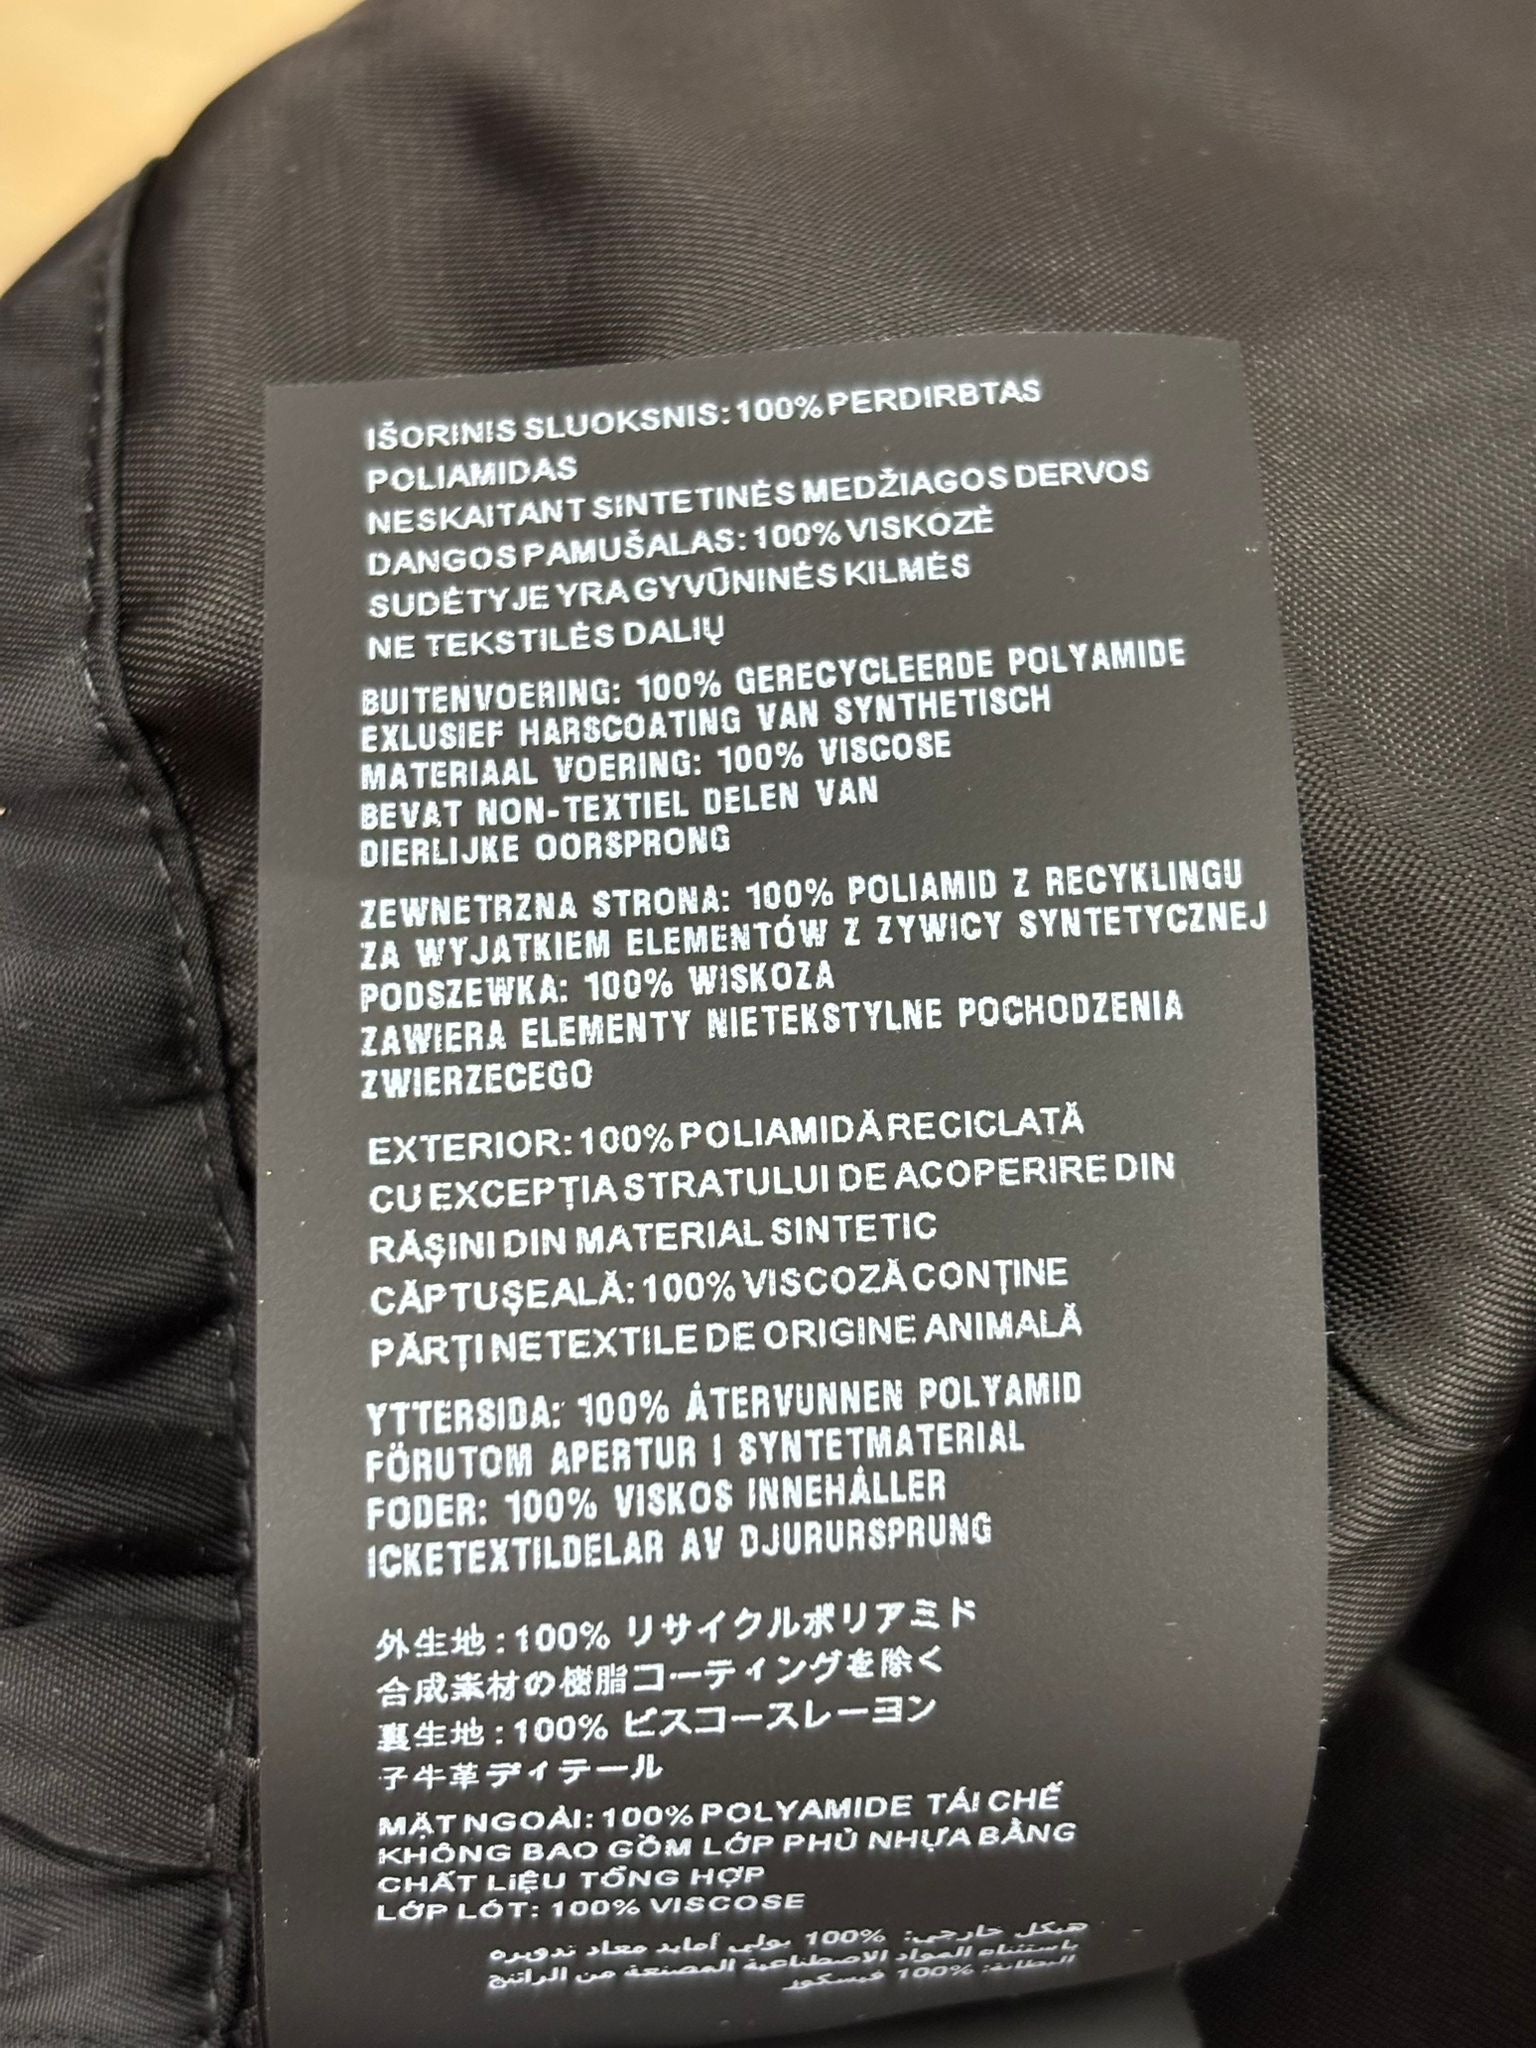 IŠORINIS SLUOKSNIS: 100% PERDIRBTAS
POLIAMIDAS
NESKAITANT SINTETINĖS MEDŽIAGOS DERVOS
DANGOS PAMUŠALAS: 100% VISKOZĖ
SUDĖTYJE YRA GYVŪNINĖS KILMĖS
NE TEKSTILĖS DALIŲ
BUITENVOERING: 100% GERECYCLEERDE POLYAMIDE
EXLUSIEF HARSCOATING VAN SYNTHETISCH
MATERIAAL VOERING: 100% VISCOSE
BEVAT NON-TEXTIEL DELEN VAN
DIERLIJKE OORSPRONG
ZEWNETRZNA STRONA: 100% POLIAMID Z RECYKLINGU
ZA WYJATKIEM ELEMENTÓW Z ZYWICY SYNTETYCZNEJ
PODSZEWKA: 100% WISKOZA
ZAWIERA ELEMENTY NIETEKSTYLNE POCHODZENIA
ZWIERZECEGO
EXTERIOR: 100% POLIAMIDĂ RECICLATĂ
CU EXCEPȚIA STRATULUI DE ACOPERIRE DIN
RĂȘINI DIN MATERIAL SINTETIC
CĂPTUȘEALĂ: 100% VISCOZĂ CONȚINE
PĂRȚI NETEXTILE DE ORIGINE ANIMALĂ
YTTERSIDA: 100% ÅTERVUNNEN POLYAMID
FÖRUTOM APERTUR I SYNTETMATERIAL
FODER: 100% VISKOS INNEHÅLLER
ICKETEXTILDELAR AV DJURURSPRUNG
外生地：100% リサイクルポリアミド
合成素材の樹脂コーティングを除く
裏生地：100% ビスコースレーヨン
子牛革ディテール
MẶT NGOÀI: 100% POLYAMIDE TÁI CHẾ
KHÔNG BAO GỒM LỚP PHỦ NHỰA BẰNG
CHẤT LIỆU TỔNG HỢP
LỚP LÓT: 100% VISCOSE
هيكل خارجي: 100% بولي أمايد معاد تدويره
باستثناء المواد الاصطناعية المصنعة من الراتنج
البطانة: 100% فيسكوز